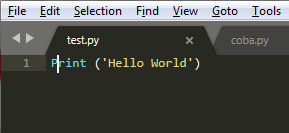 File Edit Selection Find View Goto Tools
test.py × coba.py
1 Print ('Hello World')